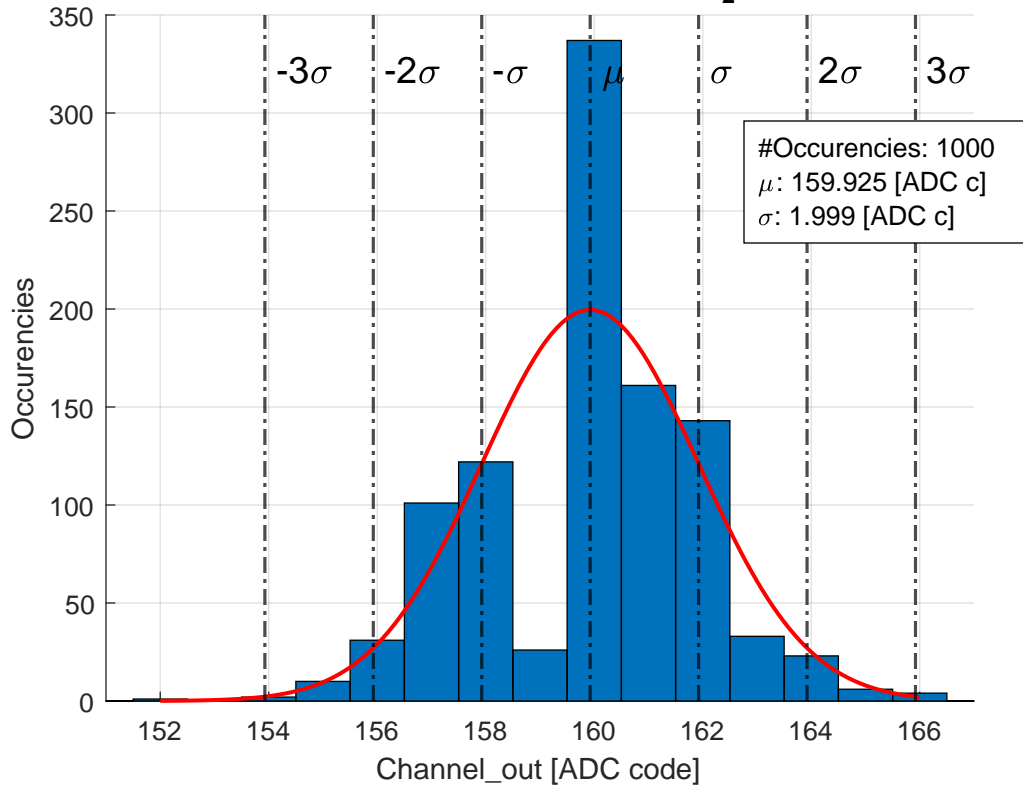 350
300
250
200
150
100
50
0
-3σ
-2σ
-σ
μ
σ
2σ
3σ
#Occurencies: 1000
μ: 159.925 [ADC c]
σ: 1.999 [ADC c]
Occurencies
152
154
156
158
160
162
164
166
Channel_out [ADC code]